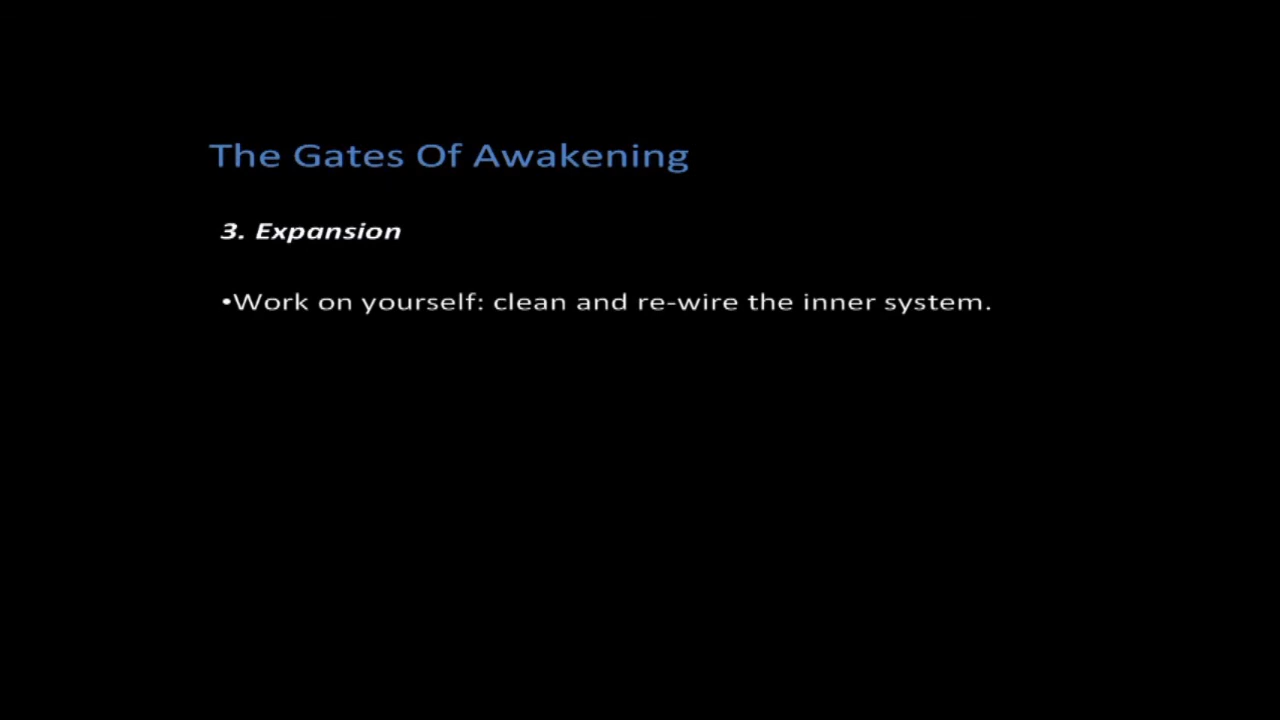 The Gates Of Awakening
3. Expansion
•Work on yourself: clean and re-wire the inner system.